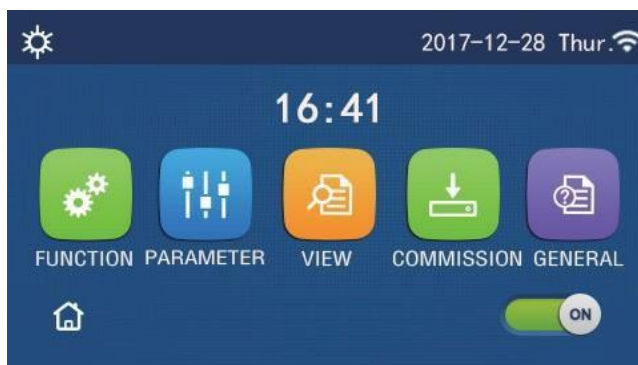 2017-12-28 Thur.
16:41
FUNCTION PARAMETER VIEW COMMISSION GENERAL
ON